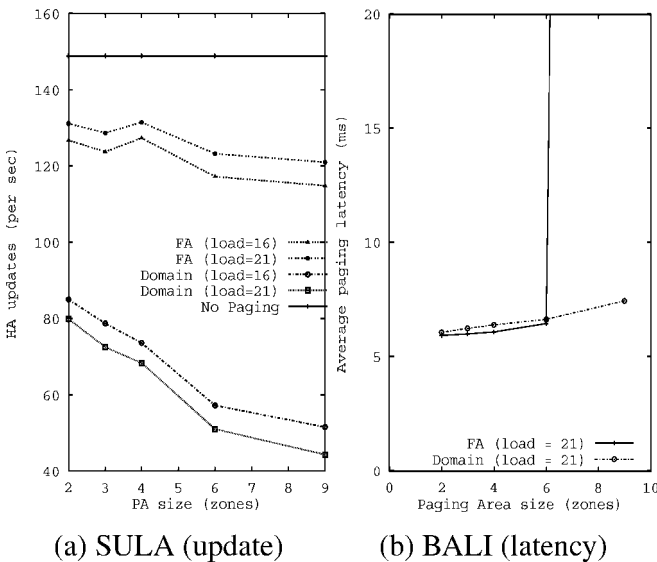 160
140
120
100
80
60
40
HA updates (per sec)
FA (load=16)
FA (load=21)
Domain (load=16)
Domain (load=21)
No Paging
2 3 4 5 6 7 8 9
PA size (zones)
(a) SULA (update)
20
15
10
5
0
Average paging latency (ms)
FA (load = 21)
Domain (load = 21)
0 2 4 6 8 10
Paging Area size (zones)
(b) BALI (latency)